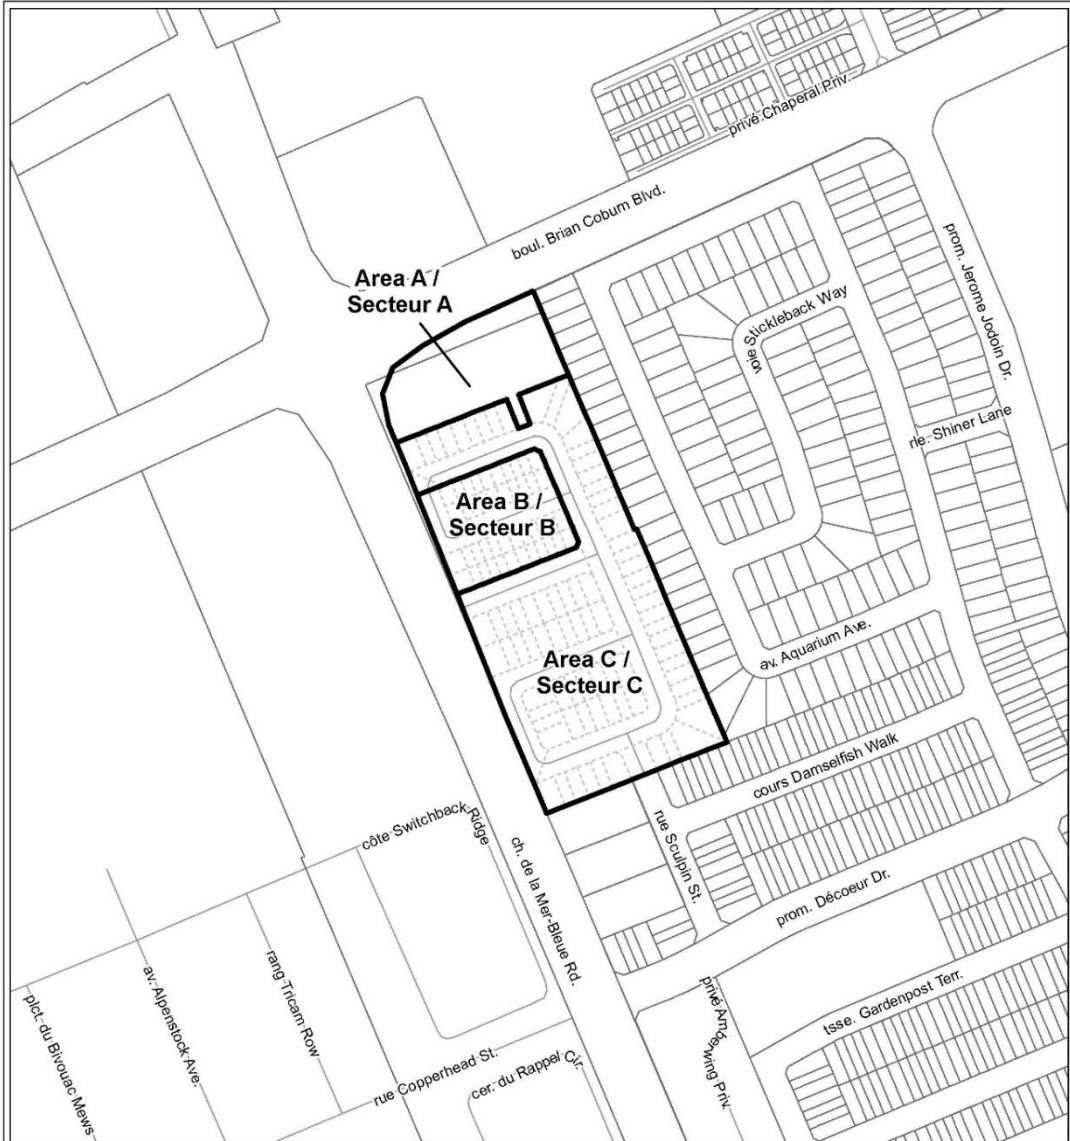 privé Chaperal Priv.
boul. Brian Coburn Blvd.
prom. Jerome Jodoin Dr.
Area A /
Secteur A
voie Stickleback Way
rle. Shiner Lane
Area B /
Secteur B
av. Aquarium Ave.
Area C /
Secteur C
cours Damselfish Walk
côte Switchback Ridge
rue Sculpin St.
ch. de la Mer-Bleue Rd.
prom. Décoeur Dr.
rang Tricam Row
av. Alpenstock Ave.
plct. du Bivouac Mews
privé Amberwing Priv.
tsse. Gardenpost Terr.
rue Copperhead St.
cer. du Rappel Cir.